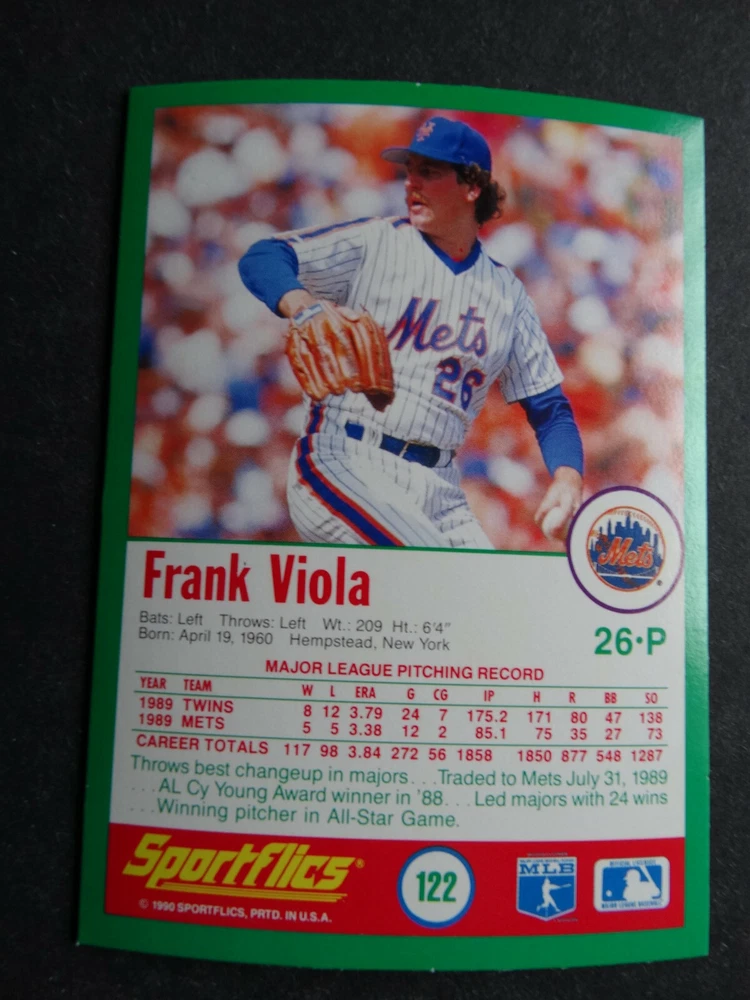 Mets
26
Mets
Frank Viola
Bats: Left Throws: Left Wt.: 209 Ht.: 6'4"
Born: April 19, 1960 Hempstead, New York
26•P
MAJOR LEAGUE PITCHING RECORD
YEAR TEAM W L ERA G CG IP H R BB SO
1989 TWINS 8 12 3.79 24 7 175.2 171 80 47 138
1989 METS 5 5 3.38 12 2 85.1 75 35 27 73
CAREER TOTALS 117 98 3.84 272 56 1858 1850 877 548 1287
Throws best changeup in majors...Traded to Mets July 31, 1989
...AL Cy Young Award winner in '88...Led majors with 24 wins
...Winning pitcher in All-Star Game.
Sportflics®
© 1990 SPORTFLICS, PRTD. IN U.S.A.
122
MLB
OFFICIAL LICENSEE
MAJOR LEAGUE BASEBALL